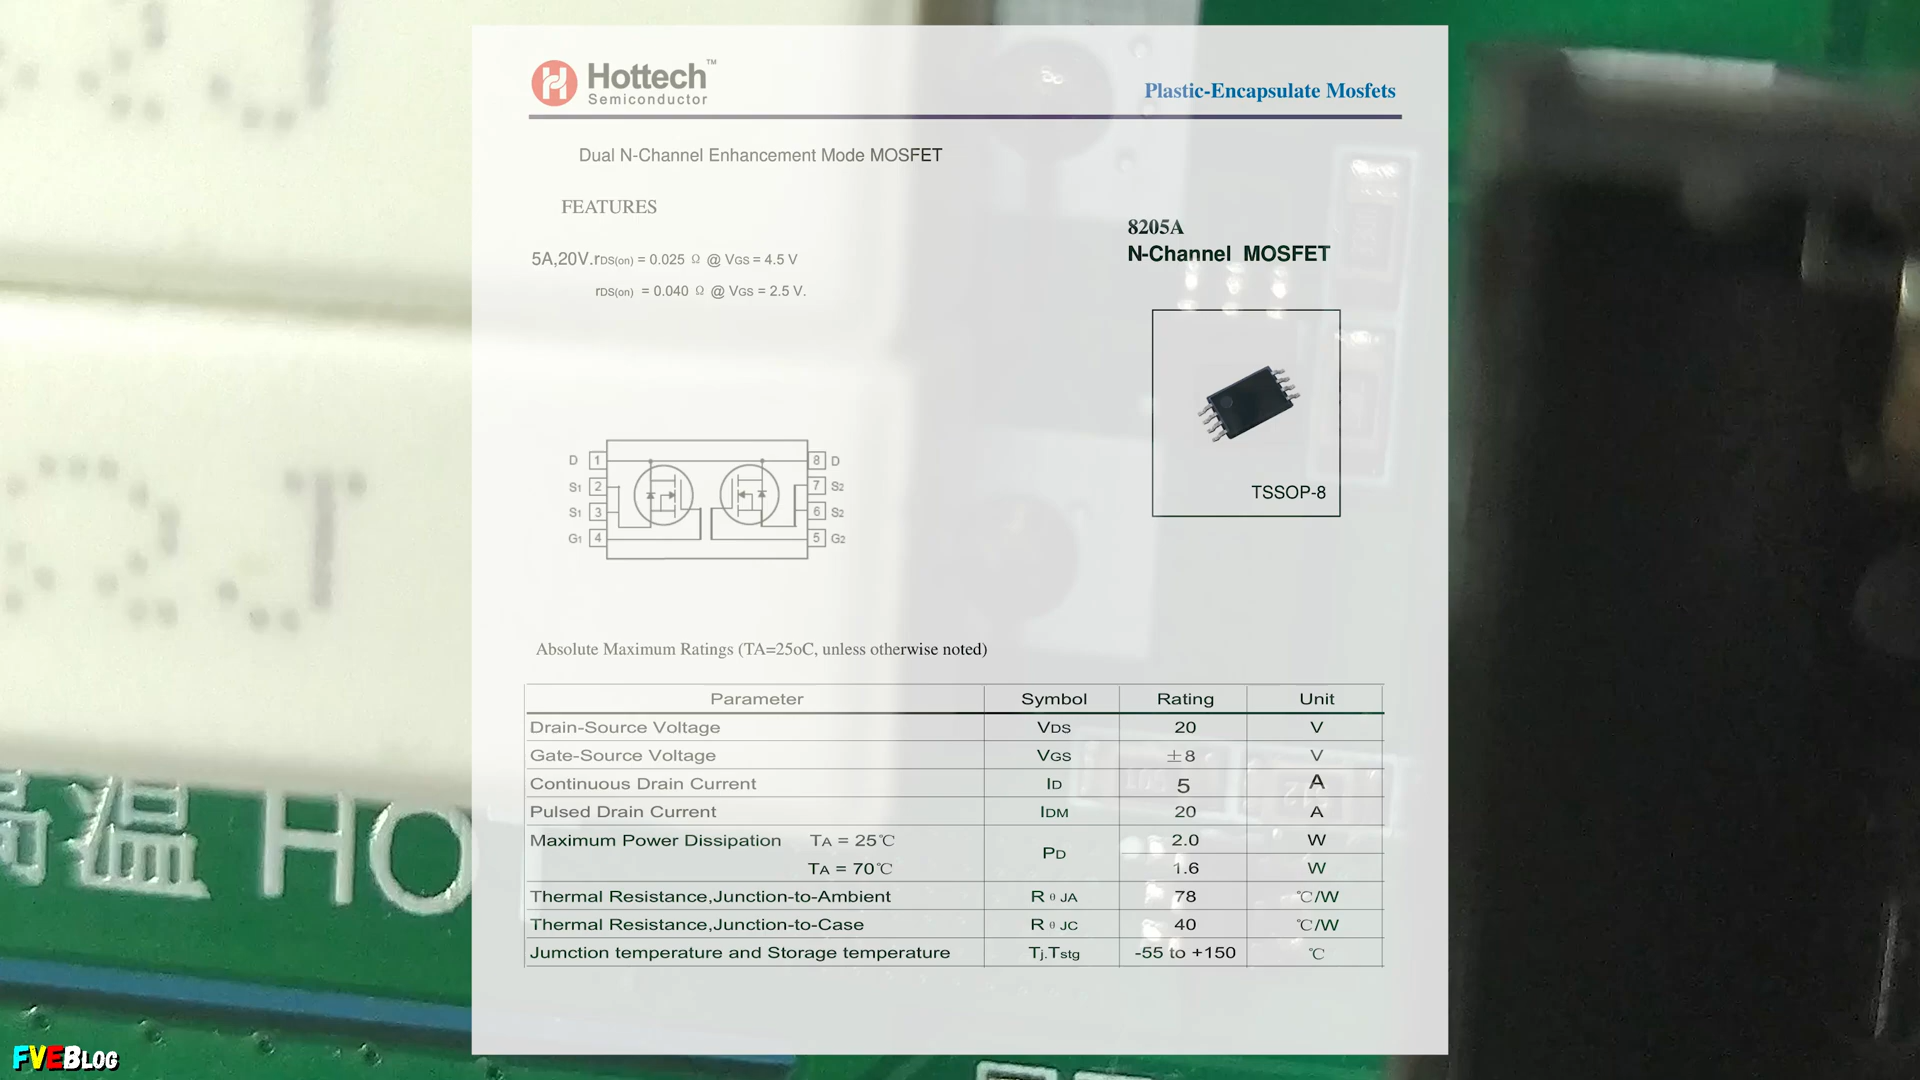 Hottech™
Semiconductor
Plastic-Encapsulate Mosfets
Dual N-Channel Enhancement Mode MOSFET
FEATURES
5A,20V.rDS(on) = 0.025 Ω @ VGS = 4.5 V
rDS(on) = 0.040 Ω @ VGS = 2.5 V.
8205A
N-Channel MOSFET
TSSOP-8
D 1 8 D
S1 2 7 S2
S1 3 6 S2
G1 4 5 G2
Absolute Maximum Ratings (TA=25oC, unless otherwise noted)
Parameter Symbol Rating Unit
Drain-Source Voltage VDS 20 V
Gate-Source Voltage VGS ±8 V
Continuous Drain Current ID 5 A
Pulsed Drain Current IDM 20 A
Maximum Power Dissipation TA = 25℃ PD 2.0 W
TA = 70℃ 1.6 W
Thermal Resistance,Junction-to-Ambient R θ JA 78 ℃/W
Thermal Resistance,Junction-to-Case R θ JC 40 ℃/W
Jumction temperature and Storage temperature Tj.Tstg -55 to +150 ℃
高温 HO
FVEBLOG